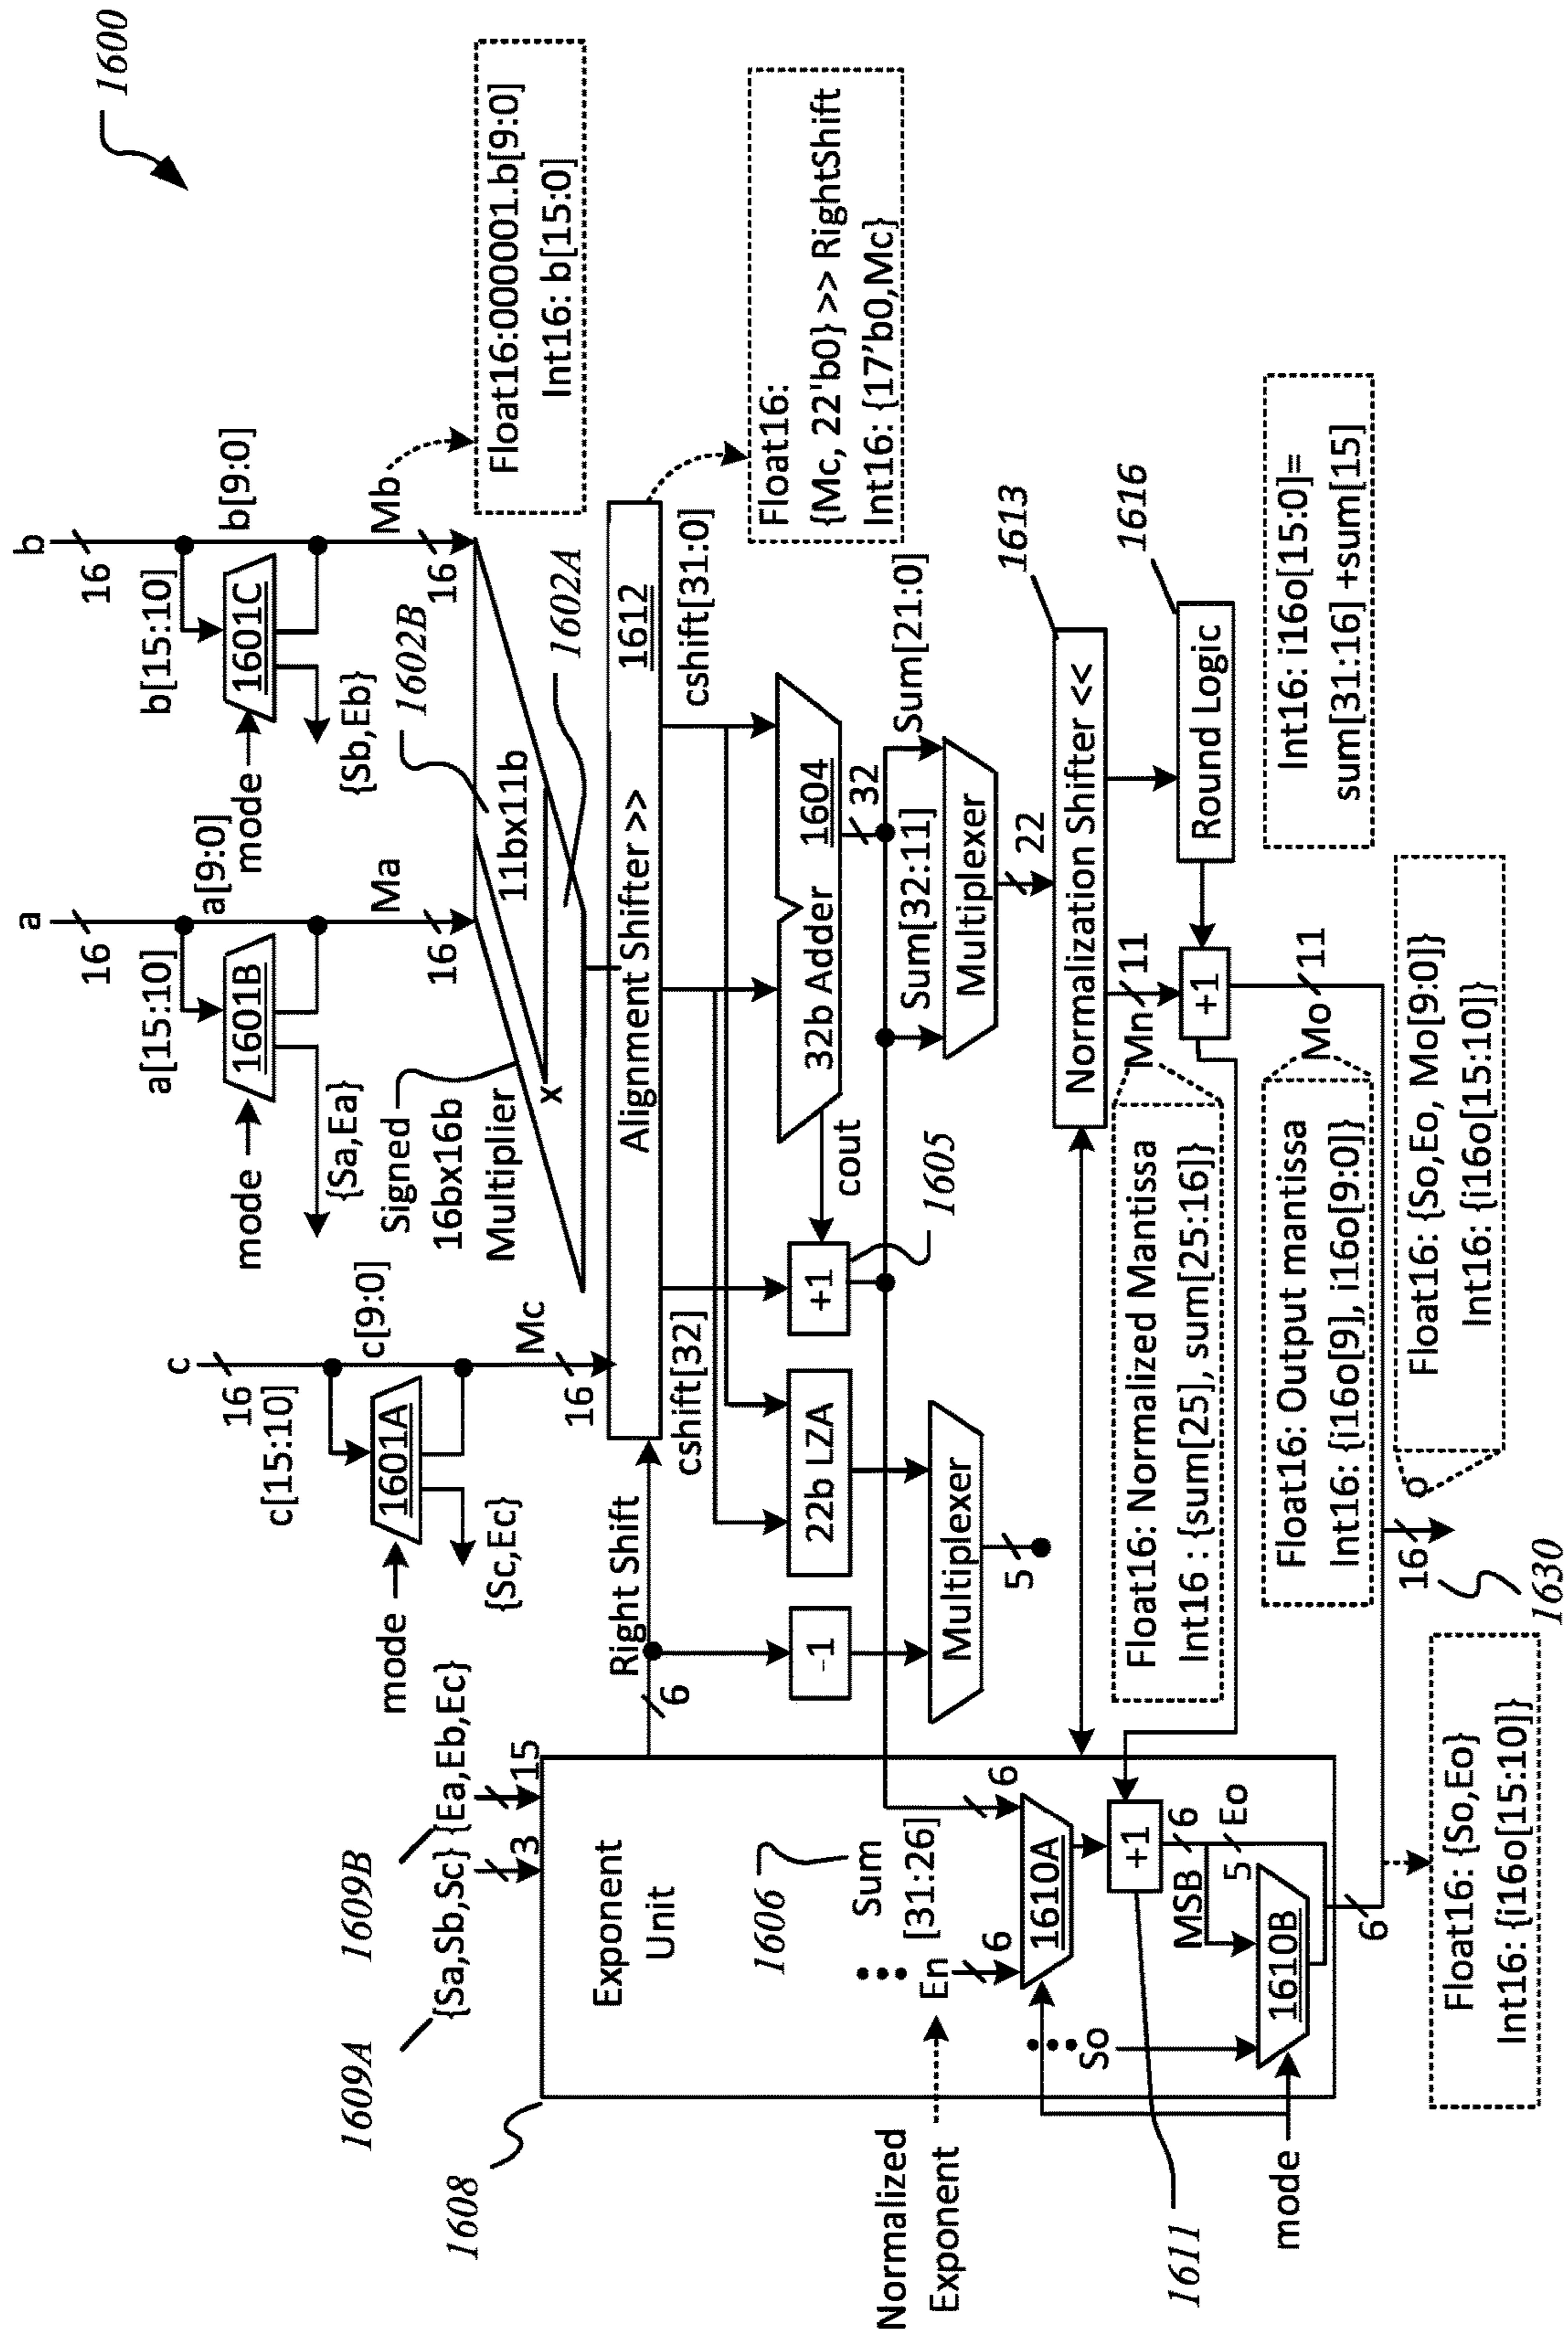 1600
c
16
c[15:10]
c[9:0]
mode
1601A
{Sc,Ec}
Mc
16
a
16
a[15:10]
a[9:0]
mode
1601B
{Sa,Ea}
Ma
16
b
16
b[15:10]
b[9:0]
mode
1601C
{Sb,Eb}
Mb
16
Float16:000001.b[9:0]
Int16: b[15:0]
Signed
16bx16b
Multiplier
x
11bx11b
1602B
1602A
1609A
1609B
{Sa,Sb,Sc}
{Ea,Eb,Ec}
3
15
1608
Exponent
Unit
Right Shift
6
Alignment Shifter >>
1612
Float16:
{Mc, 22'b0} >> RightShift
Int16: {17'b0,Mc}
cshift[32]
cshift[31:0]
-1
22b LZA
+1
cout
32b Adder
1604
32
1605
Multiplexer
5
Sum[32:11]
Sum[21:0]
Multiplexer
22
1606
Sum
[31:26]
6
En
6
Normalized
Exponent
1610A
Normalization Shifter <<
1613
Mn
11
Float16: Normalized Mantissa
Int16 : {sum[25], sum[25:16]}
Round Logic
1616
+1
+1
1611
MSB
6
5
Eo
So
1610B
mode
6
Mo
11
Float16: Output mantissa
Int16: {i16o[9], i16o[9:0]}
Int16: i16o[15:0]=
sum[31:16] +sum[15]
16
o
1630
Float16: {So,Eo, Mo[9:0]}
Int16: {i16o[15:10]}
Float16: {So,Eo}
Int16: {i16o[15:10]}